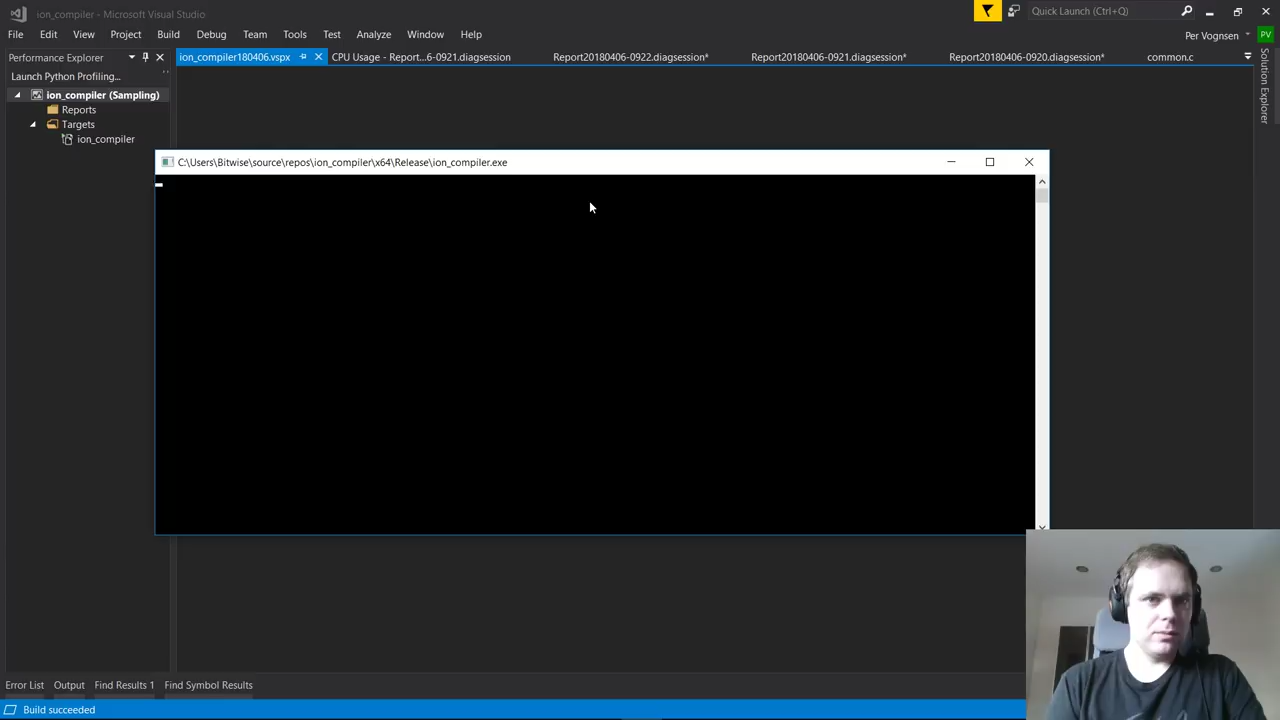 ion_compiler - Microsoft Visual Studio
Quick Launch (Ctrl+Q)
File Edit View Project Build Debug Team Tools Test Analyze Window Help
Per Vognsen
PV
Performance Explorer
ion_compiler180406.vspx
CPU Usage - Report...6-0921.diagsession
Report20180406-0922.diagsession*
Report20180406-0921.diagsession*
Report20180406-0920.diagsession*
common.c
Launch Python Profiling...
ion_compiler (Sampling)
Reports
Targets
ion_compiler
Solution Explorer
C:\Users\Bitwise\source\repos\ion_compiler\x64\Release\ion_compiler.exe
Error List Output Find Results 1 Find Symbol Results
Build succeeded